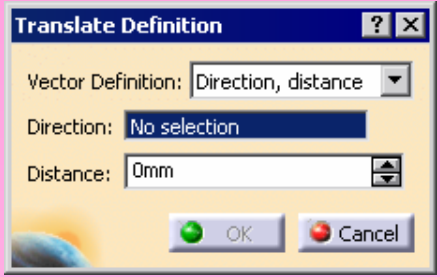 Translate Definition
Vector Definition: Direction, distance
Direction: No selection
Distance: 0mm
OK Cancel